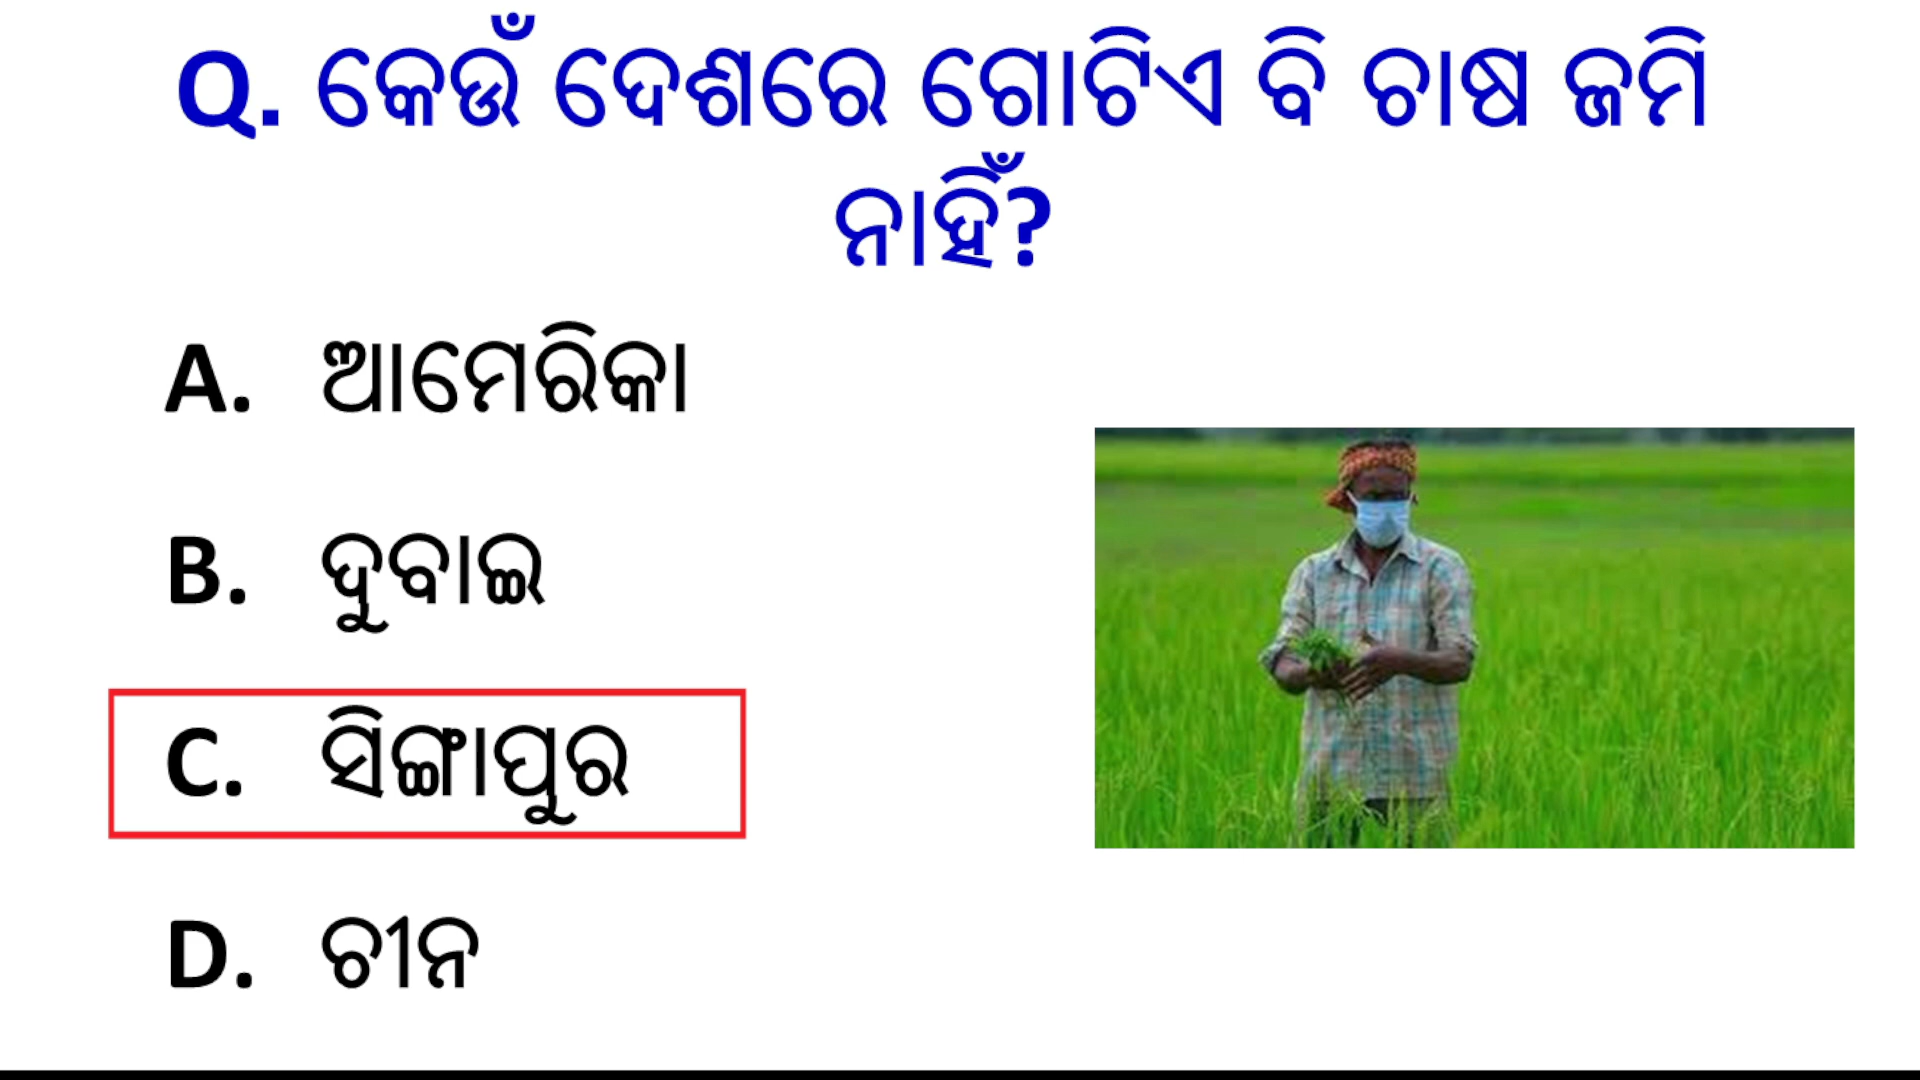 Q. କେଉଁ ଦେଶରେ ଗୋଟିଏ ବି ଚାଷ ଜମି
ନାହିଁ?
A. ଆମେରିକା
B. ଦୁବାଇ
C. ସିଙ୍ଗାପୁର
D. ଚୀନ